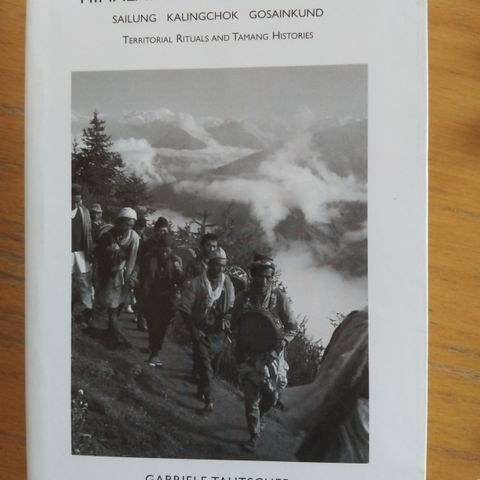 SAILUNG KALINGCHOK GOSAINKUND
TERRITORIAL RITUALS AND TAMANG HISTORIES
GABRIELE TAUTSCHER